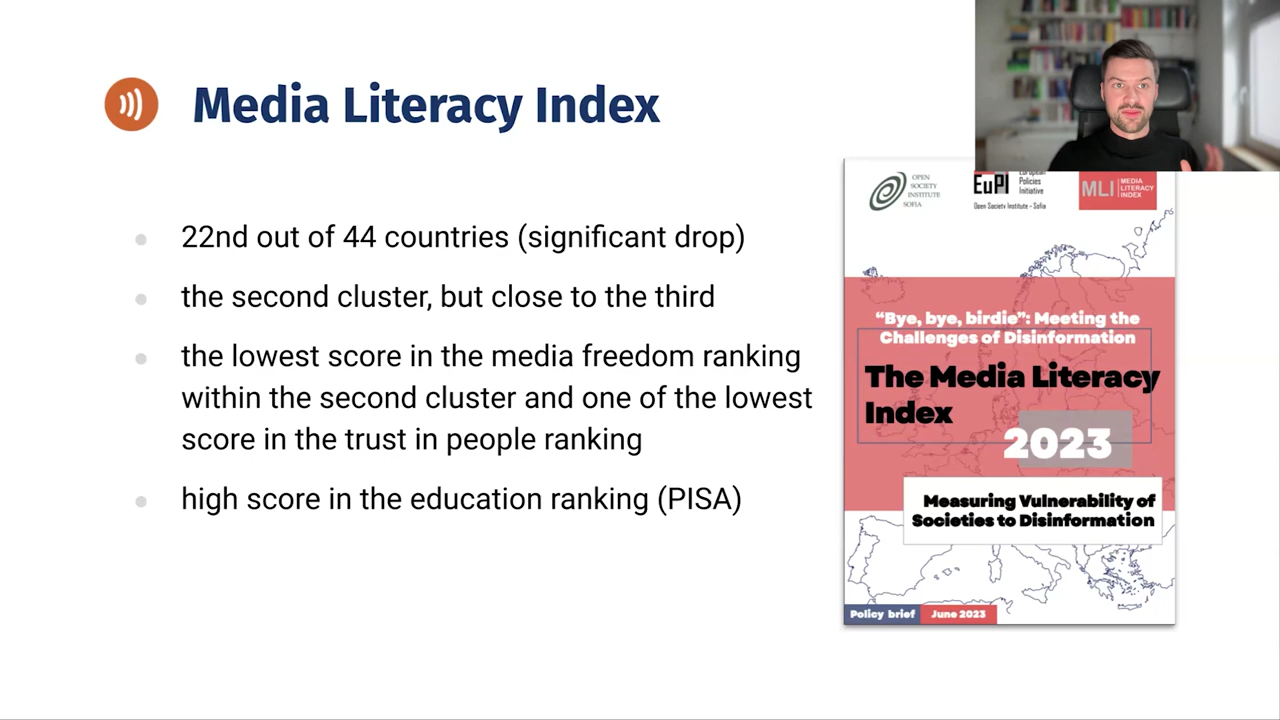 Media Literacy Index
22nd out of 44 countries (significant drop)
the second cluster, but close to the third
the lowest score in the media freedom ranking
within the second cluster and one of the lowest
score in the trust in people ranking
high score in the education ranking (PISA)
OPEN
SOCIETY
INSTITUTE
SOFIA
EuPI
European
Policies
Initiative
Open Society Institute - Sofia
MLI
MEDIA
LITERACY
INDEX
“Bye, bye, birdie”: Meeting the
Challenges of Disinformation
The Media Literacy
Index
2023
Measuring Vulnerability of
Societies to Disinformation
Policy brief
June 2023